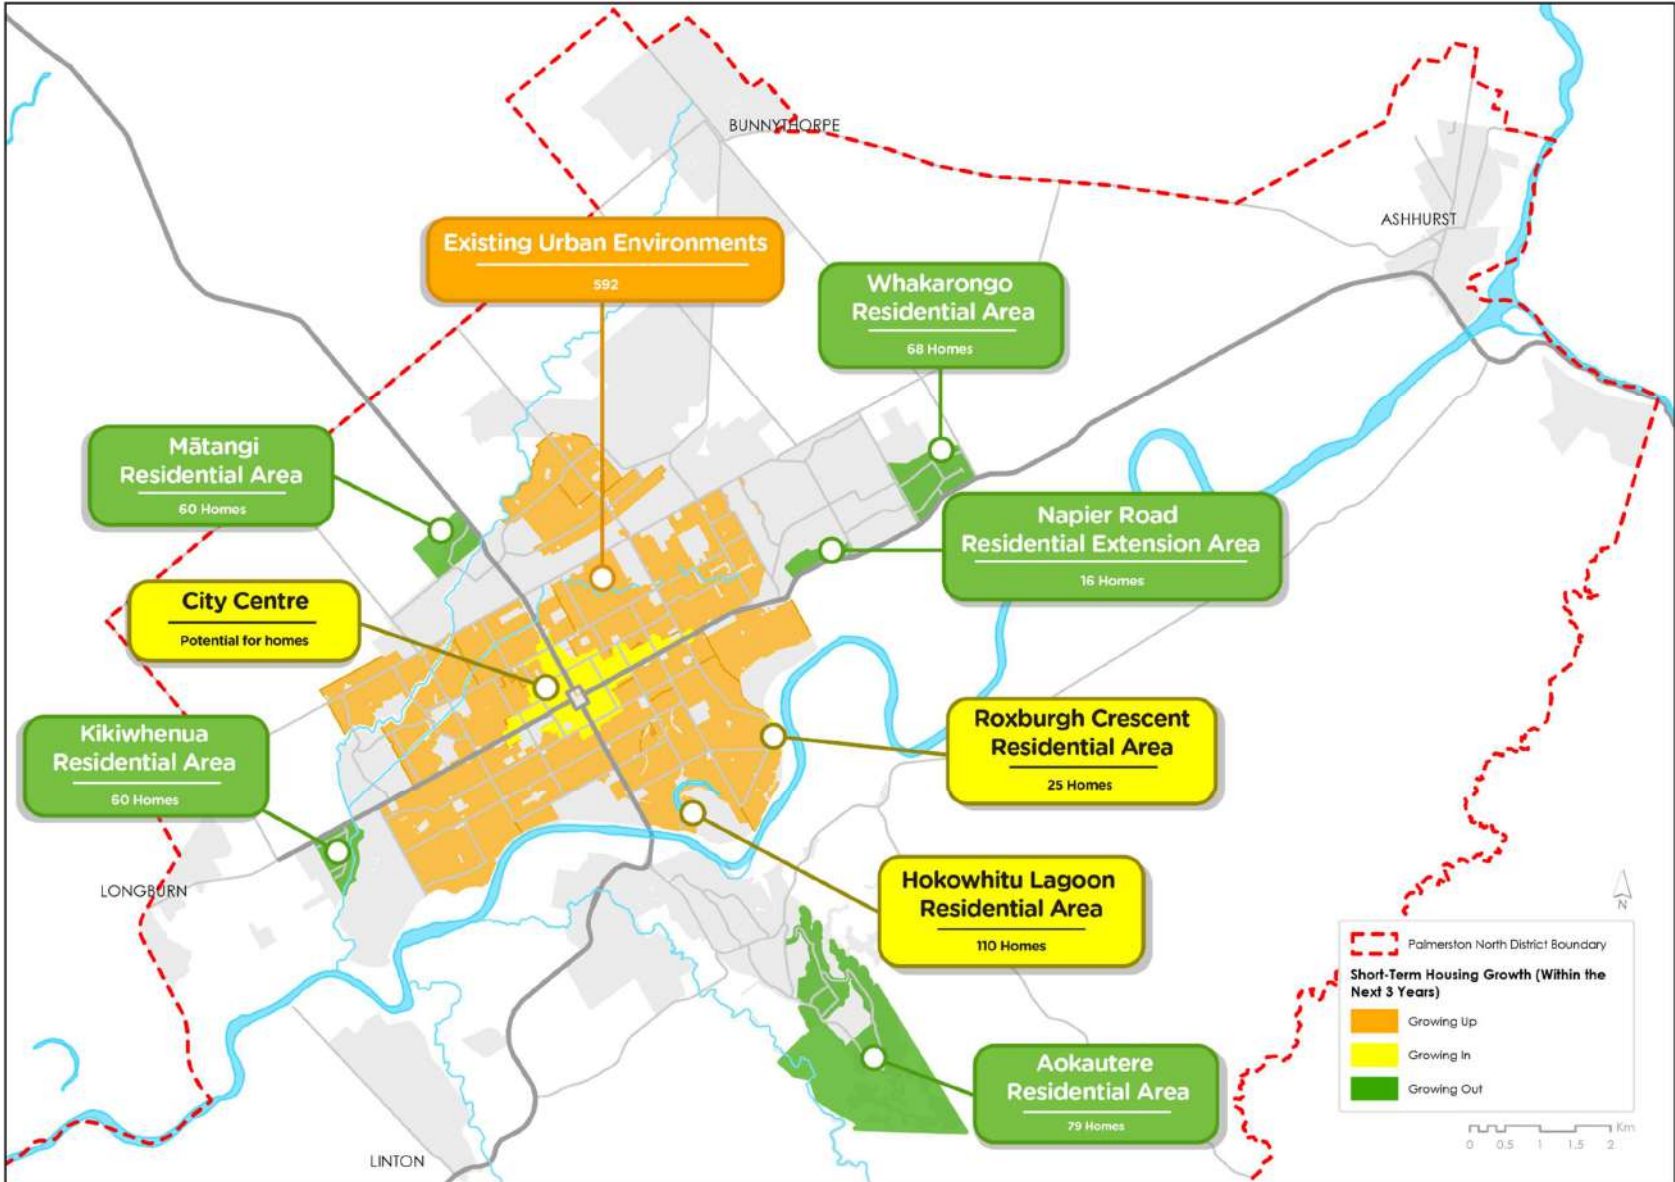 BUNNYTHORPE
ASHHURST
Existing Urban Environments
592
Whakarongo
Residential Area
68 Homes
Mātangi
Residential Area
60 Homes
Napier Road
Residential Extension Area
16 Homes
City Centre
Potential for homes
Kikiwhenua
Residential Area
60 Homes
Roxburgh Crescent
Residential Area
25 Homes
LONGBURN
Hokowhitu Lagoon
Residential Area
110 Homes
Aokautere
Residential Area
79 Homes
LINTON
N
Palmerston North District Boundary
Short-Term Housing Growth (Within the
Next 3 Years)
Growing Up
Growing In
Growing Out
Km
0 0.5 1 1.5 2